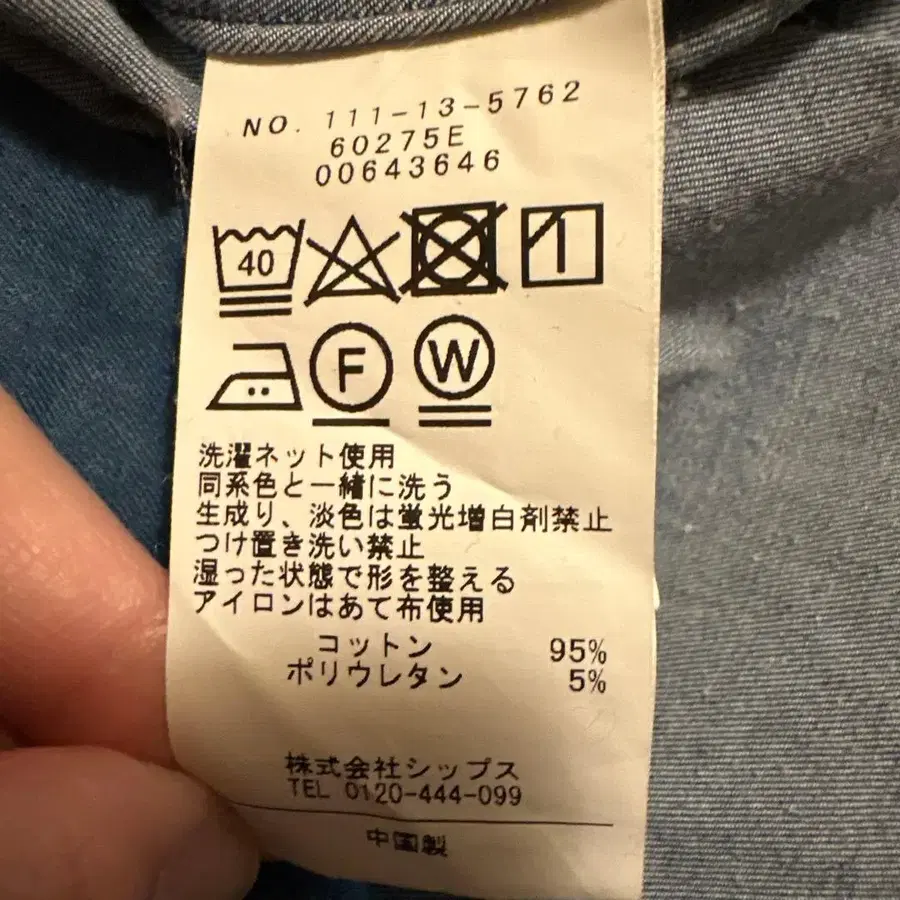 NO. 111-13-5762
60275E
00643646
40
F W
洗濯ネット使用
同系色と一緒に洗う
生成り、淡色は蛍光増白剤禁止
つけ置き洗い禁止
湿った状態で形を整える
アイロンはあて布使用
コットン 95%
ポリウレタン 5%
株式会社シップス
TEL 0120-444-099
中国製